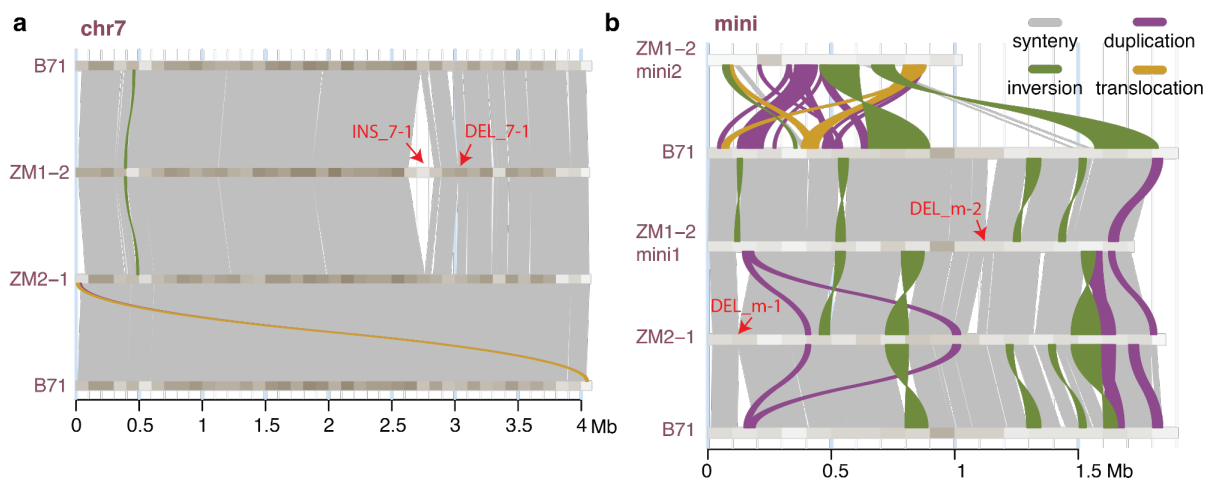 a
chr7
B71
INS_7-1
DEL_7-1
ZM1-2
ZM2-1
B71
0 0.5 1 1.5 2 2.5 3 3.5 4 Mb
b
mini
synteny
duplication
inversion
translocation
ZM1-2
mini2
B71
DEL_m-2
ZM1-2
mini1
DEL_m-1
ZM2-1
B71
0 0.5 1 1.5 Mb